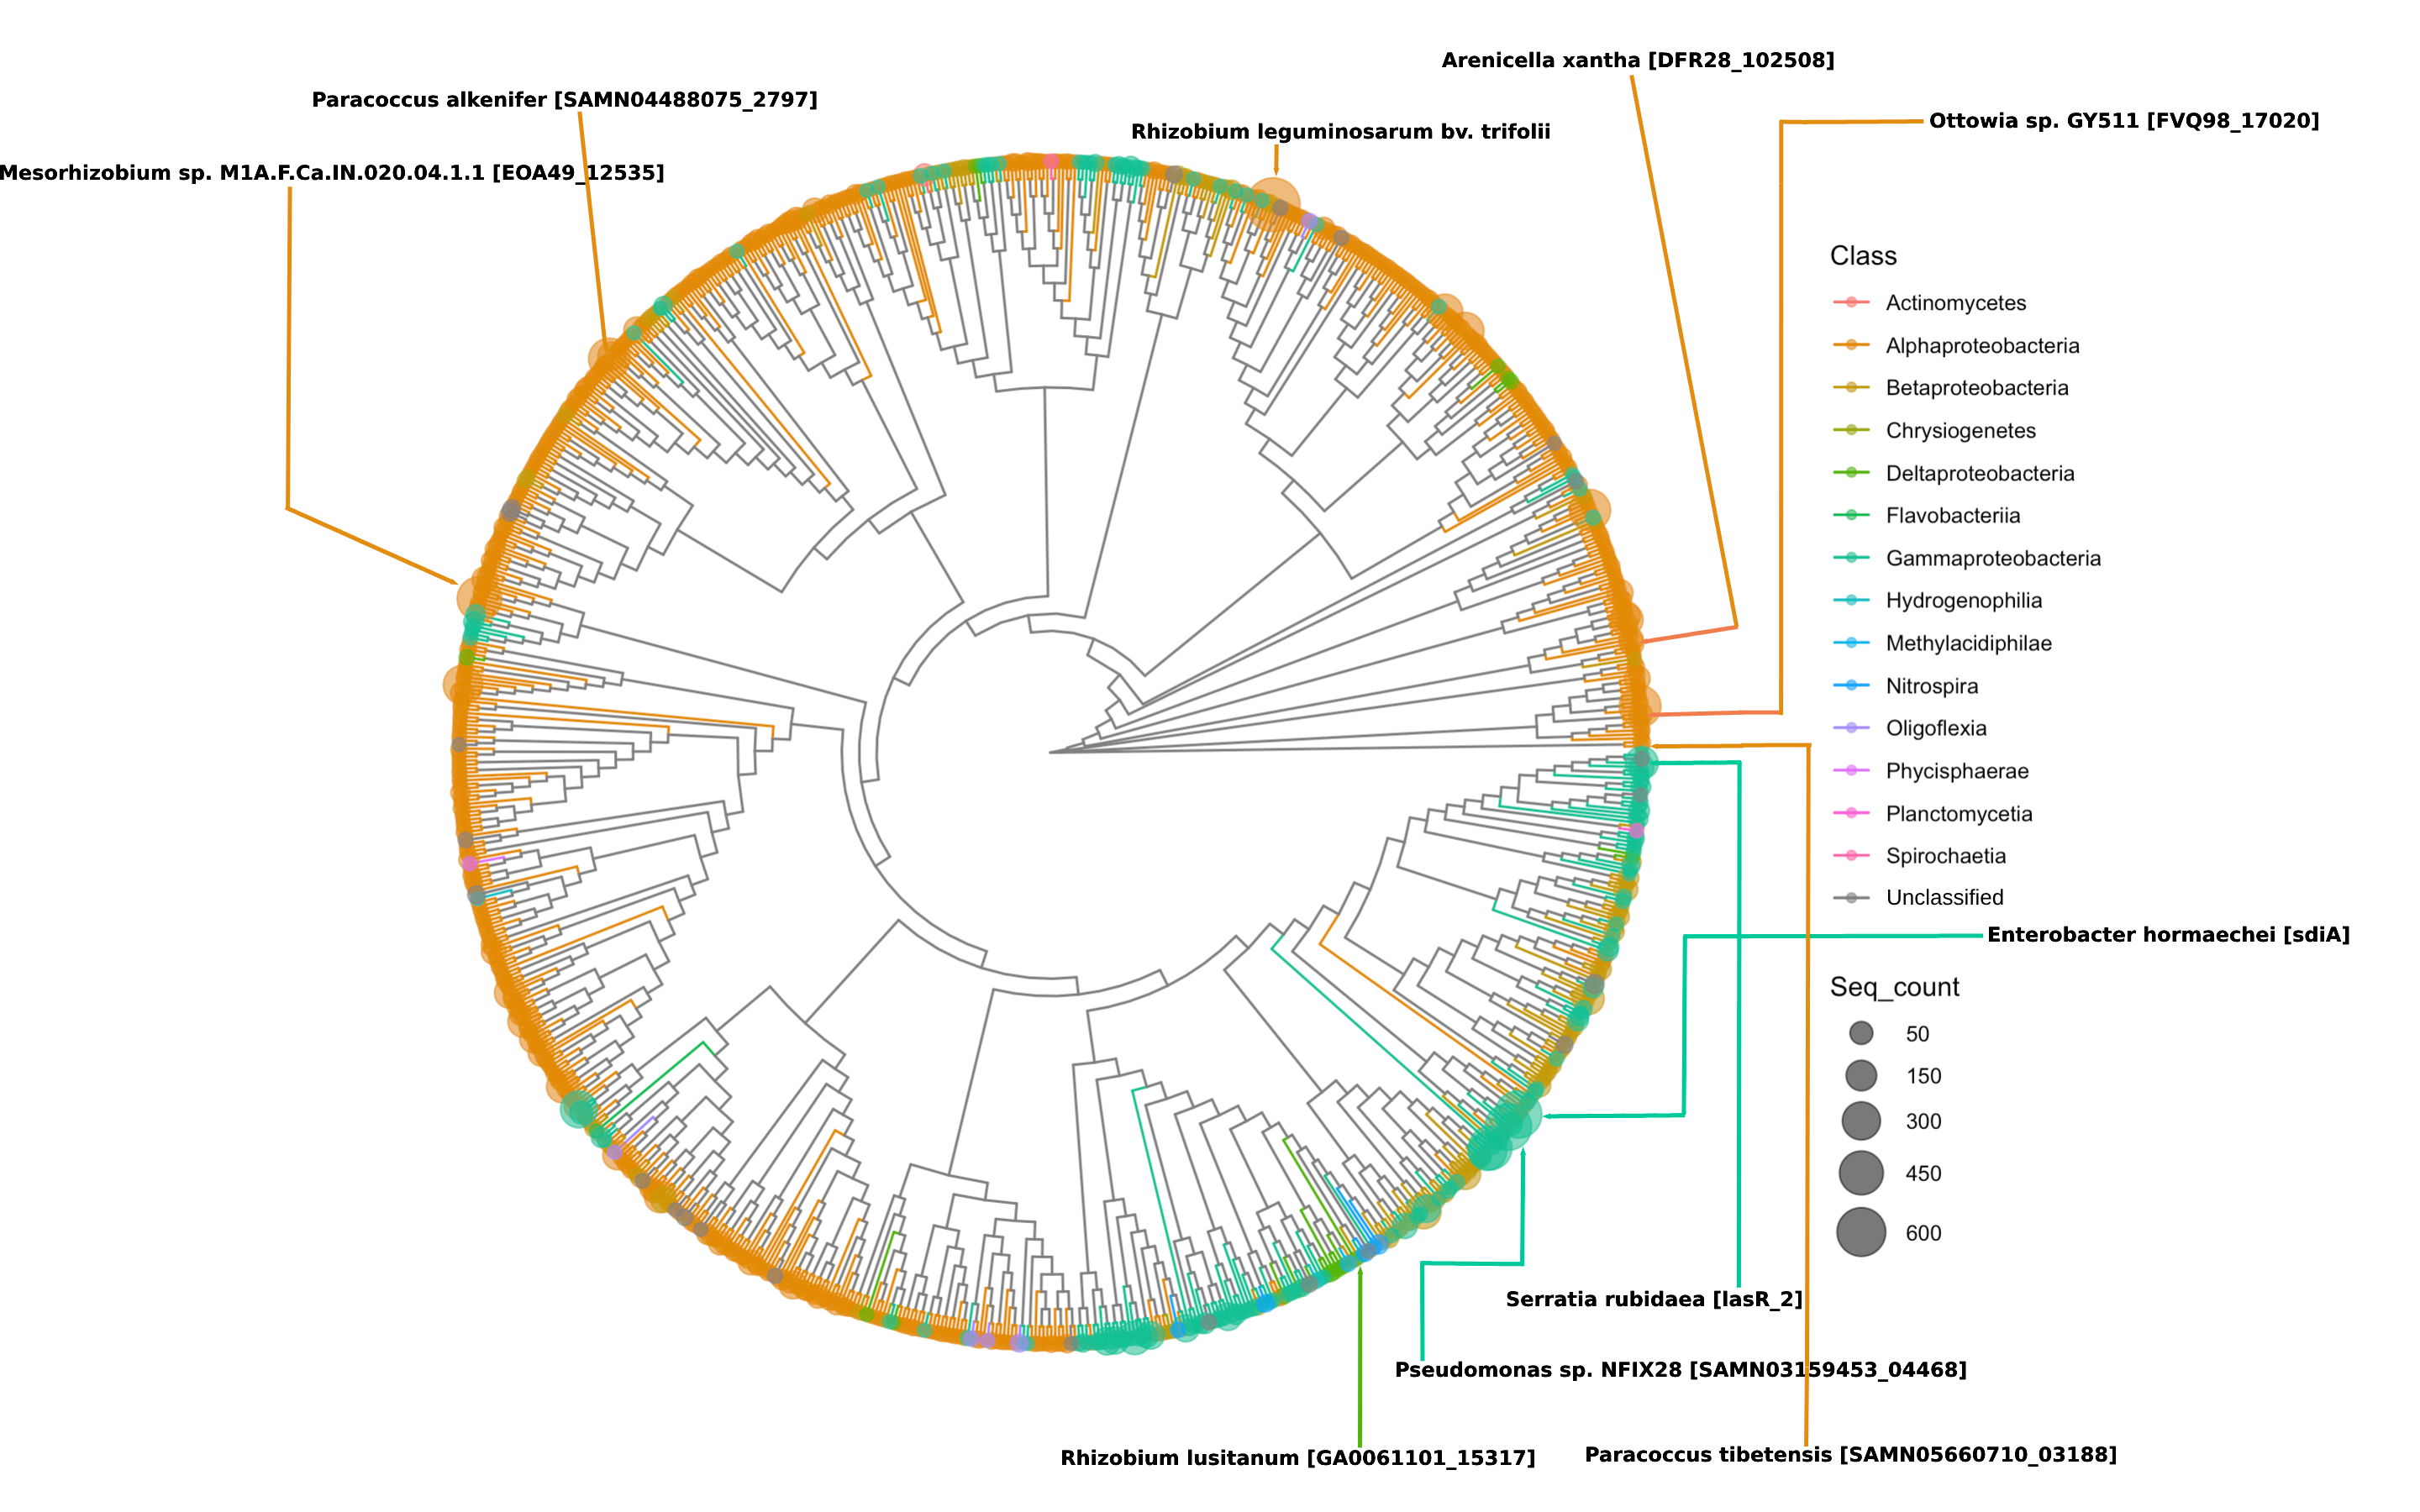 Arenicella xantha [DFR28_102508]
Paracoccus alkenifer [SAMN04488075_2797]
Ottowia sp. GY511 [FVQ98_17020]
Rhizobium leguminosarum bv. trifolii
Mesorhizobium sp. M1A.F.Ca.IN.020.04.1.1 [EOA49_12535]
Class
Actinomycetes
Alphaproteobacteria
Betaproteobacteria
Chrysiogenetes
Deltaproteobacteria
Flavobacteriia
Gammaproteobacteria
Hydrogenophilia
Methylacidiphilae
Nitrospira
Oligoflexia
Phycisphaerae
Planctomycetia
Spirochaetia
Unclassified
Enterobacter hormaechei [sdiA]
Seq_count
50
150
300
450
600
Serratia rubidaea [lasR_2]
Pseudomonas sp. NFIX28 [SAMN03159453_04468]
Rhizobium lusitanum [GA0061101_15317]
Paracoccus tibetensis [SAMN05660710_03188]